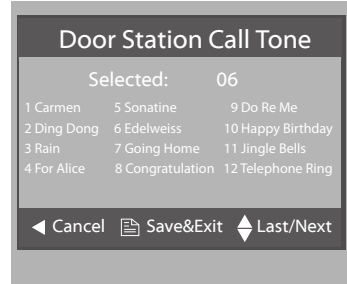 Door Station Call Tone
Selected: 06
1 Carmen 5 Sonatine 9 Do Re Me
2 Ding Dong 6 Edelweiss 10 Happy Birthday
3 Rain 7 Going Home 11 Jingle Bells
4 For Alice 8 Congratulation 12 Telephone Ring
Cancel Save&Exit Last/Next